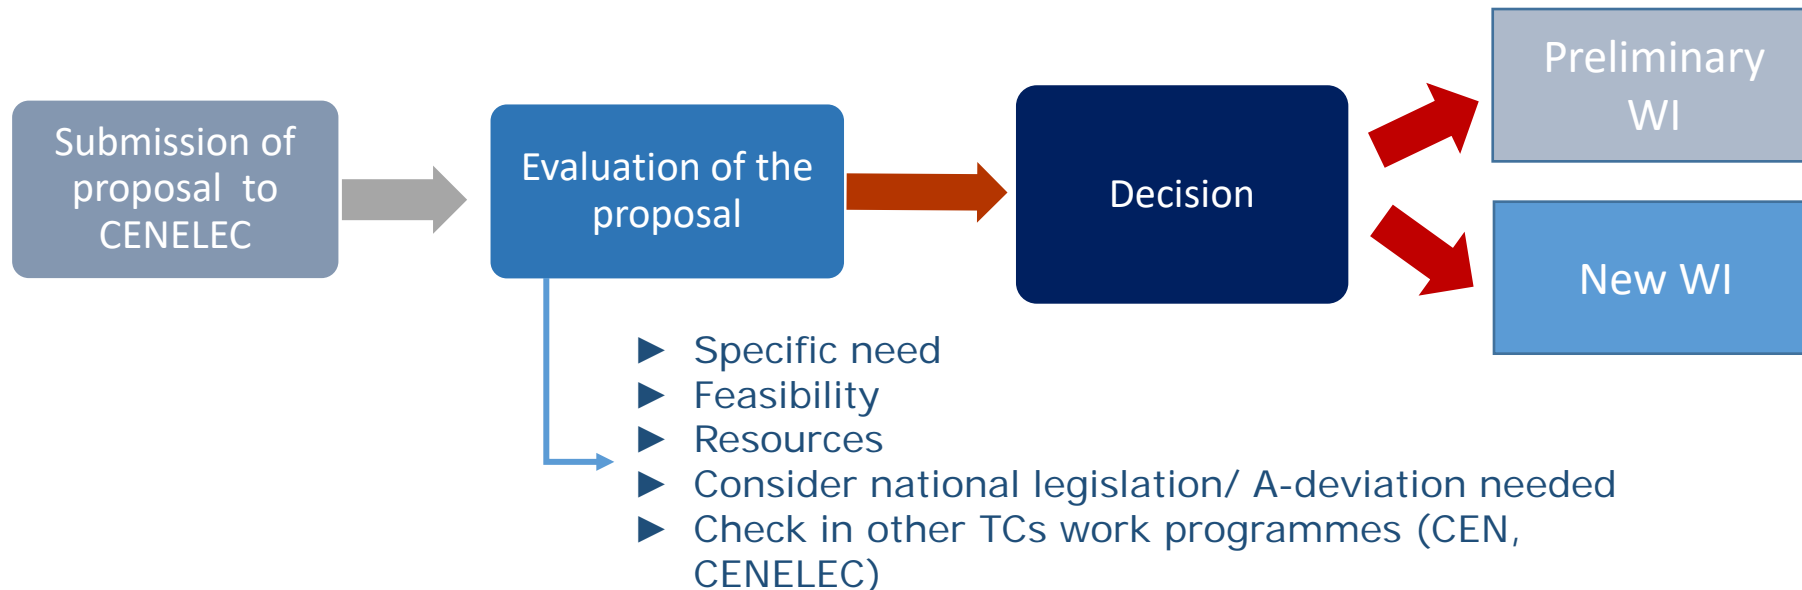 Submission of
proposal to
CENELEC
Evaluation of the
proposal
Decision
Preliminary
WI
New WI
► Specific need
► Feasibility
► Resources
► Consider national legislation/ A-deviation needed
► Check in other TCs work programmes (CEN,
CENELEC)